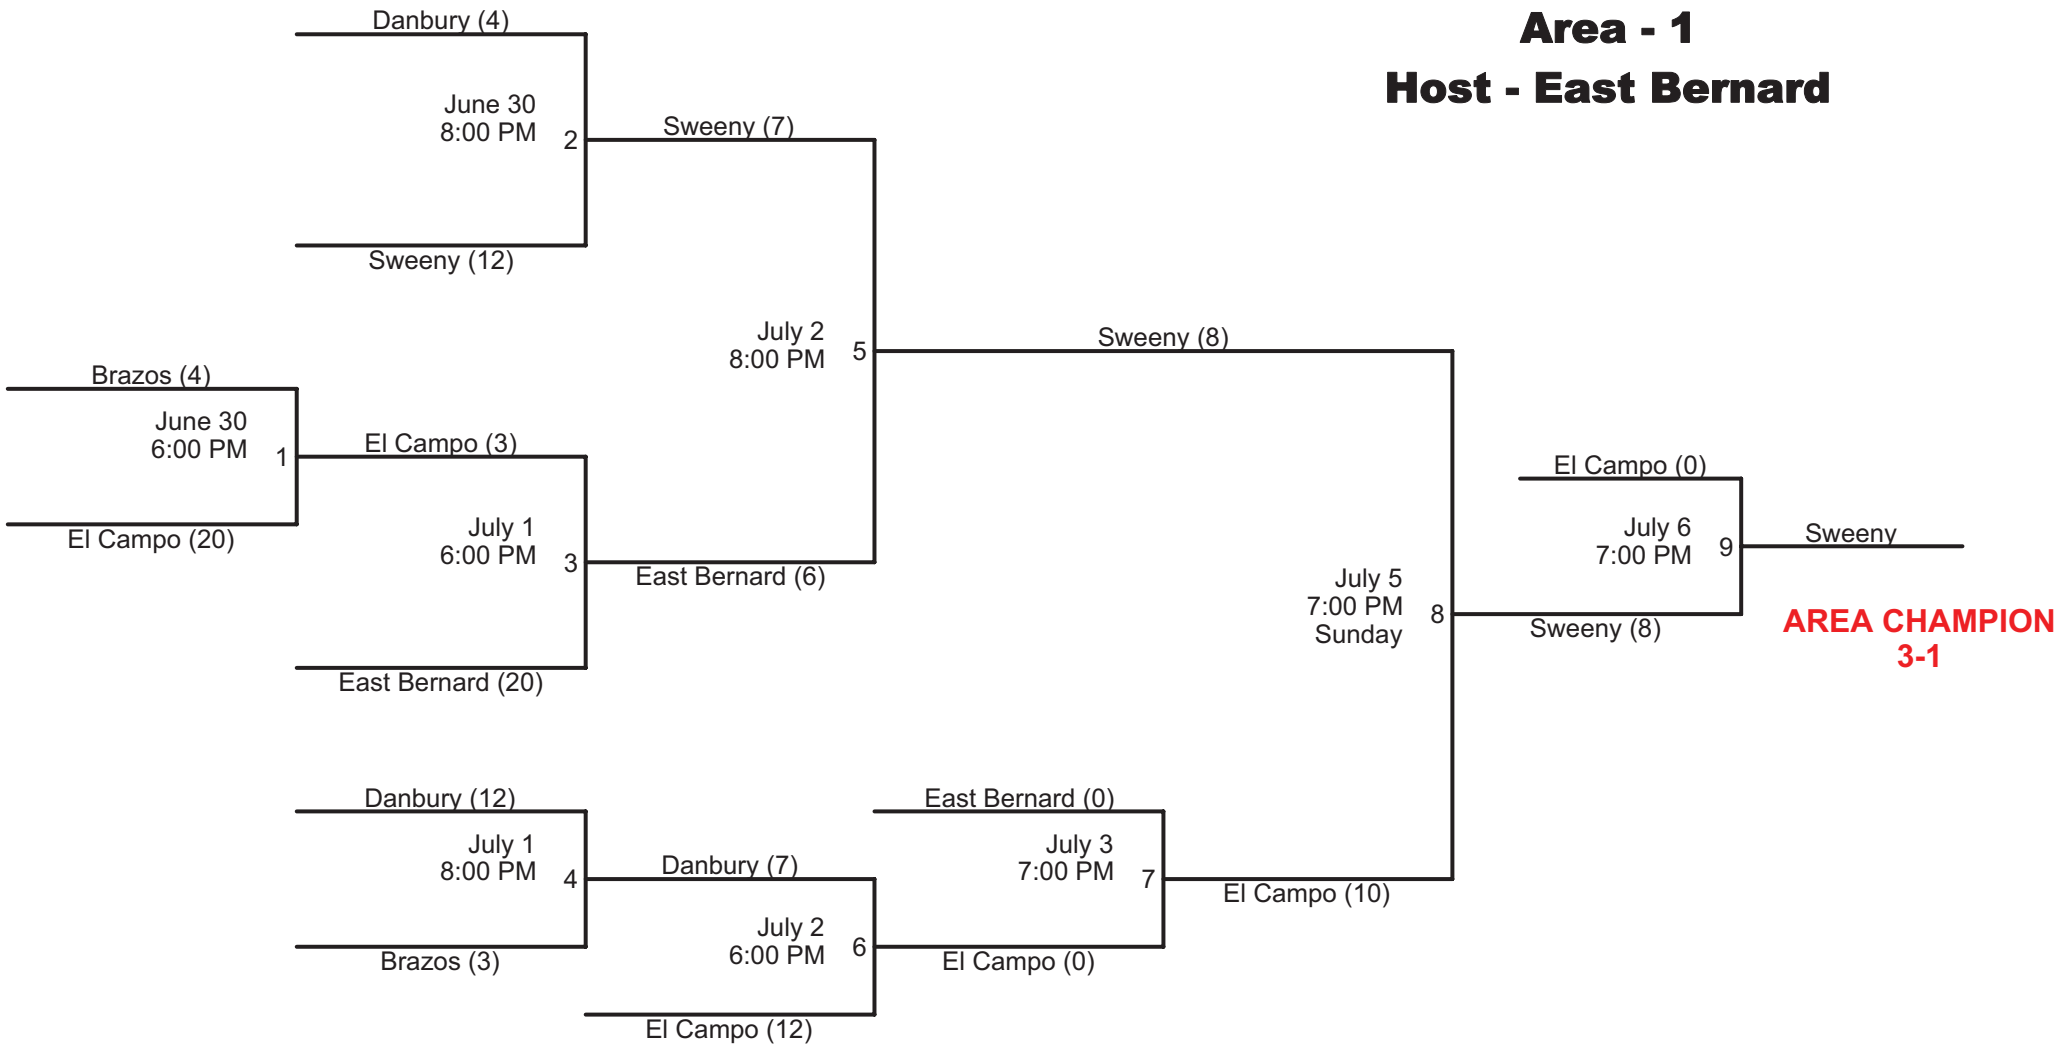 Area - 1
Host - East Bernard
Danbury (4)
June 30
8:00 PM
2
Sweeny (12)
Sweeny (7)
July 2
8:00 PM
5
Brazos (4)
June 30
6:00 PM
1
El Campo (20)
El Campo (3)
July 1
6:00 PM
3
East Bernard (20)
East Bernard (6)
Sweeny (8)
July 5
7:00 PM
Sunday
8
El Campo (0)
July 6
7:00 PM
9
Sweeny (8)
Sweeny
AREA CHAMPION
3-1
Danbury (12)
July 1
8:00 PM
4
Brazos (3)
Danbury (7)
July 2
6:00 PM
6
El Campo (12)
East Bernard (0)
July 3
7:00 PM
7
El Campo (0)
El Campo (10)